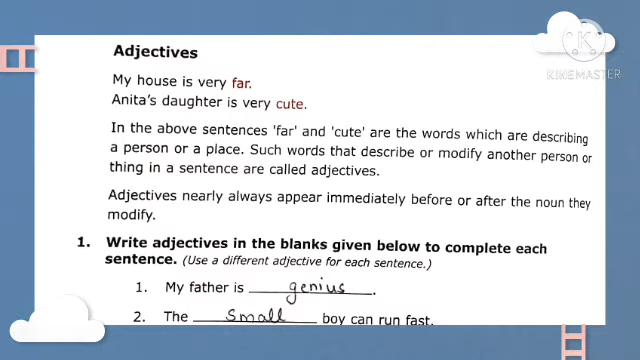 KINEMASTER
Adjectives
My house is very far.
Anita's daughter is very cute.
In the above sentences 'far' and 'cute' are the words which are describing
a person or a place. Such words that describe or modify another person or
thing in a sentence are called adjectives.
Adjectives nearly always appear immediately before or after the noun they
modify.
1. Write adjectives in the blanks given below to complete each
sentence. (Use a different adjective for each sentence.)
1. My father is genius.
2. The small boy can run fast.